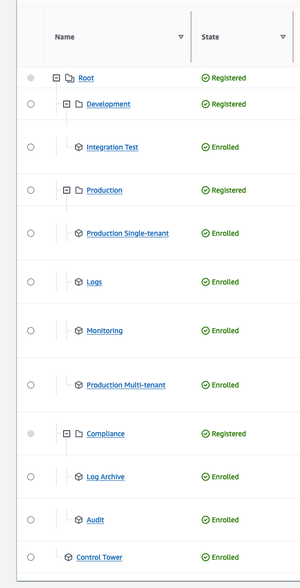 Name State
Root Registered
Development Registered
Integration Test Enrolled
Production Registered
Production Single-tenant Enrolled
Logs Enrolled
Monitoring Enrolled
Production Multi-tenant Enrolled
Compliance Registered
Log Archive Enrolled
Audit Enrolled
Control Tower Enrolled